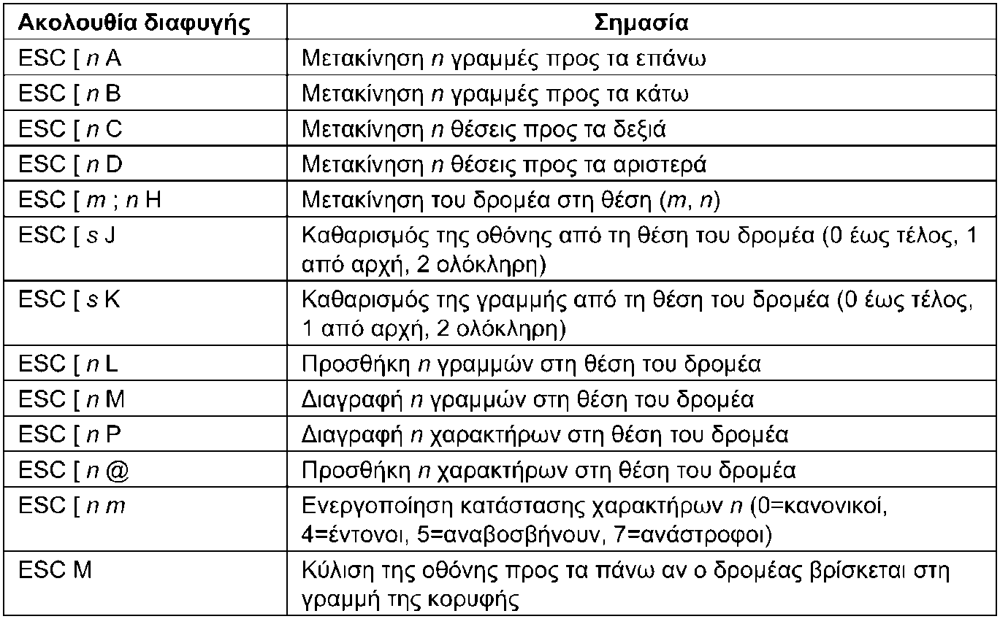 Ακολουθία διαφυγής Σημασία
ESC [ n A Μετακίνηση n γραμμές προς τα επάνω
ESC [ n B Μετακίνηση n γραμμές προς τα κάτω
ESC [ n C Μετακίνηση n θέσεις προς τα δεξιά
ESC [ n D Μετακίνηση n θέσεις προς τα αριστερά
ESC [ m ; n H Μετακίνηση του δρομέα στη θέση (m, n)
ESC [ s J Καθαρισμός της οθόνης από τη θέση του δρομέα (0 έως τέλος, 1
από αρχή, 2 ολόκληρη)
ESC [ s K Καθαρισμός της γραμμής από τη θέση του δρομέα (0 έως τέλος,
1 από αρχή, 2 ολόκληρη)
ESC [ n L Προσθήκη n γραμμών στη θέση του δρομέα
ESC [ n M Διαγραφή n γραμμών στη θέση του δρομέα
ESC [ n P Διαγραφή n χαρακτήρων στη θέση του δρομέα
ESC [ n @ Προσθήκη n χαρακτήρων στη θέση του δρομέα
ESC [ n m Ενεργοποίηση κατάστασης χαρακτήρων n (0=κανονικοί,
4=έντονοι, 5=αναβοσβήνουν, 7=ανάστροφοι)
ESC M Κύλιση της οθόνης προς τα πάνω αν ο δρομέας βρίσκεται στη
γραμμή της κορυφής